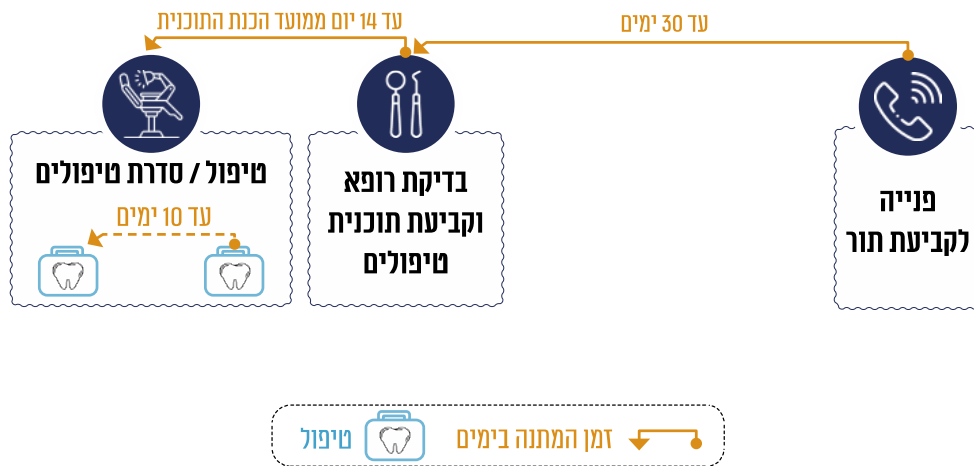 עד 30 ימים
עד 14 יום ממועד הכנת התוכנית
פנייה
לקביעת תור
בדיקת רופא
וקביעת תוכנית
טיפולים
טיפול / סדרת טיפולים
עד 10 ימים
זמן המתנה בימים
טיפול